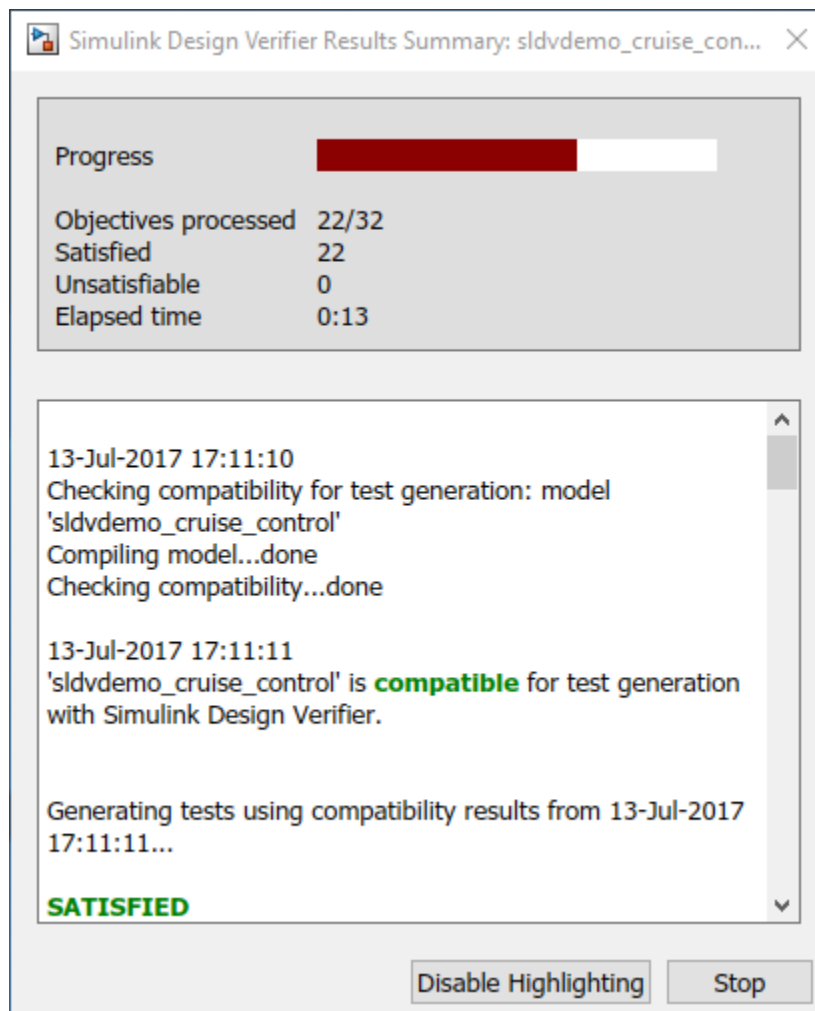 Simulink Design Verifier Results Summary: sldvdemo_cruise_con...
Progress
Objectives processed 22/32
Satisfied 22
Unsatisfiable 0
Elapsed time 0:13
13-Jul-2017 17:11:10
Checking compatibility for test generation: model
'sldvdemo_cruise_control'
Compiling model...done
Checking compatibility...done
13-Jul-2017 17:11:11
'sldvdemo_cruise_control' is compatible for test generation
with Simulink Design Verifier.
Generating tests using compatibility results from 13-Jul-2017
17:11:11...
SATISFIED
Disable Highlighting Stop